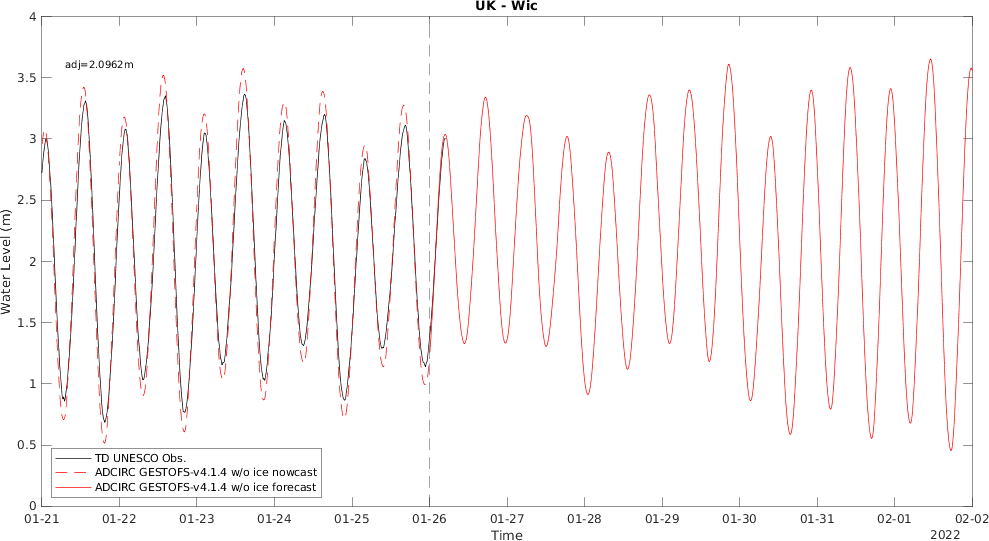 UK - Wic
4
3.5
3
2.5
2
1.5
1
0.5
0
Water Level (m)
adj=2.0962m
TD UNESCO Obs.
ADCIRC GESTOFS-v4.1.4 w/o ice nowcast
ADCIRC GESTOFS-v4.1.4 w/o ice forecast
01-21 01-22 01-23 01-24 01-25 01-26 01-27 01-28 01-29 01-30 01-31 02-01 02-02
Time
2022